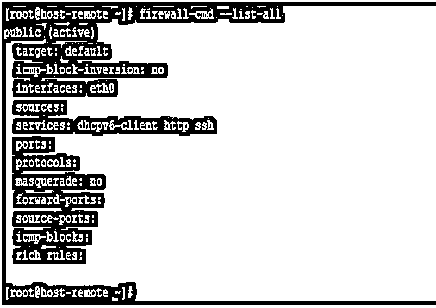 [root@host-remote ~]# firewall-cmd --list-all
public (active)
  target: default
  icmp-block-inversion: no
  interfaces: eth0
  sources:
  services: dhcpv6-client http ssh
  ports:
  protocols:
  masquerade: no
  forward-ports:
  source-ports:
  icmp-blocks:
  rich rules:
[root@host-remote ~]#